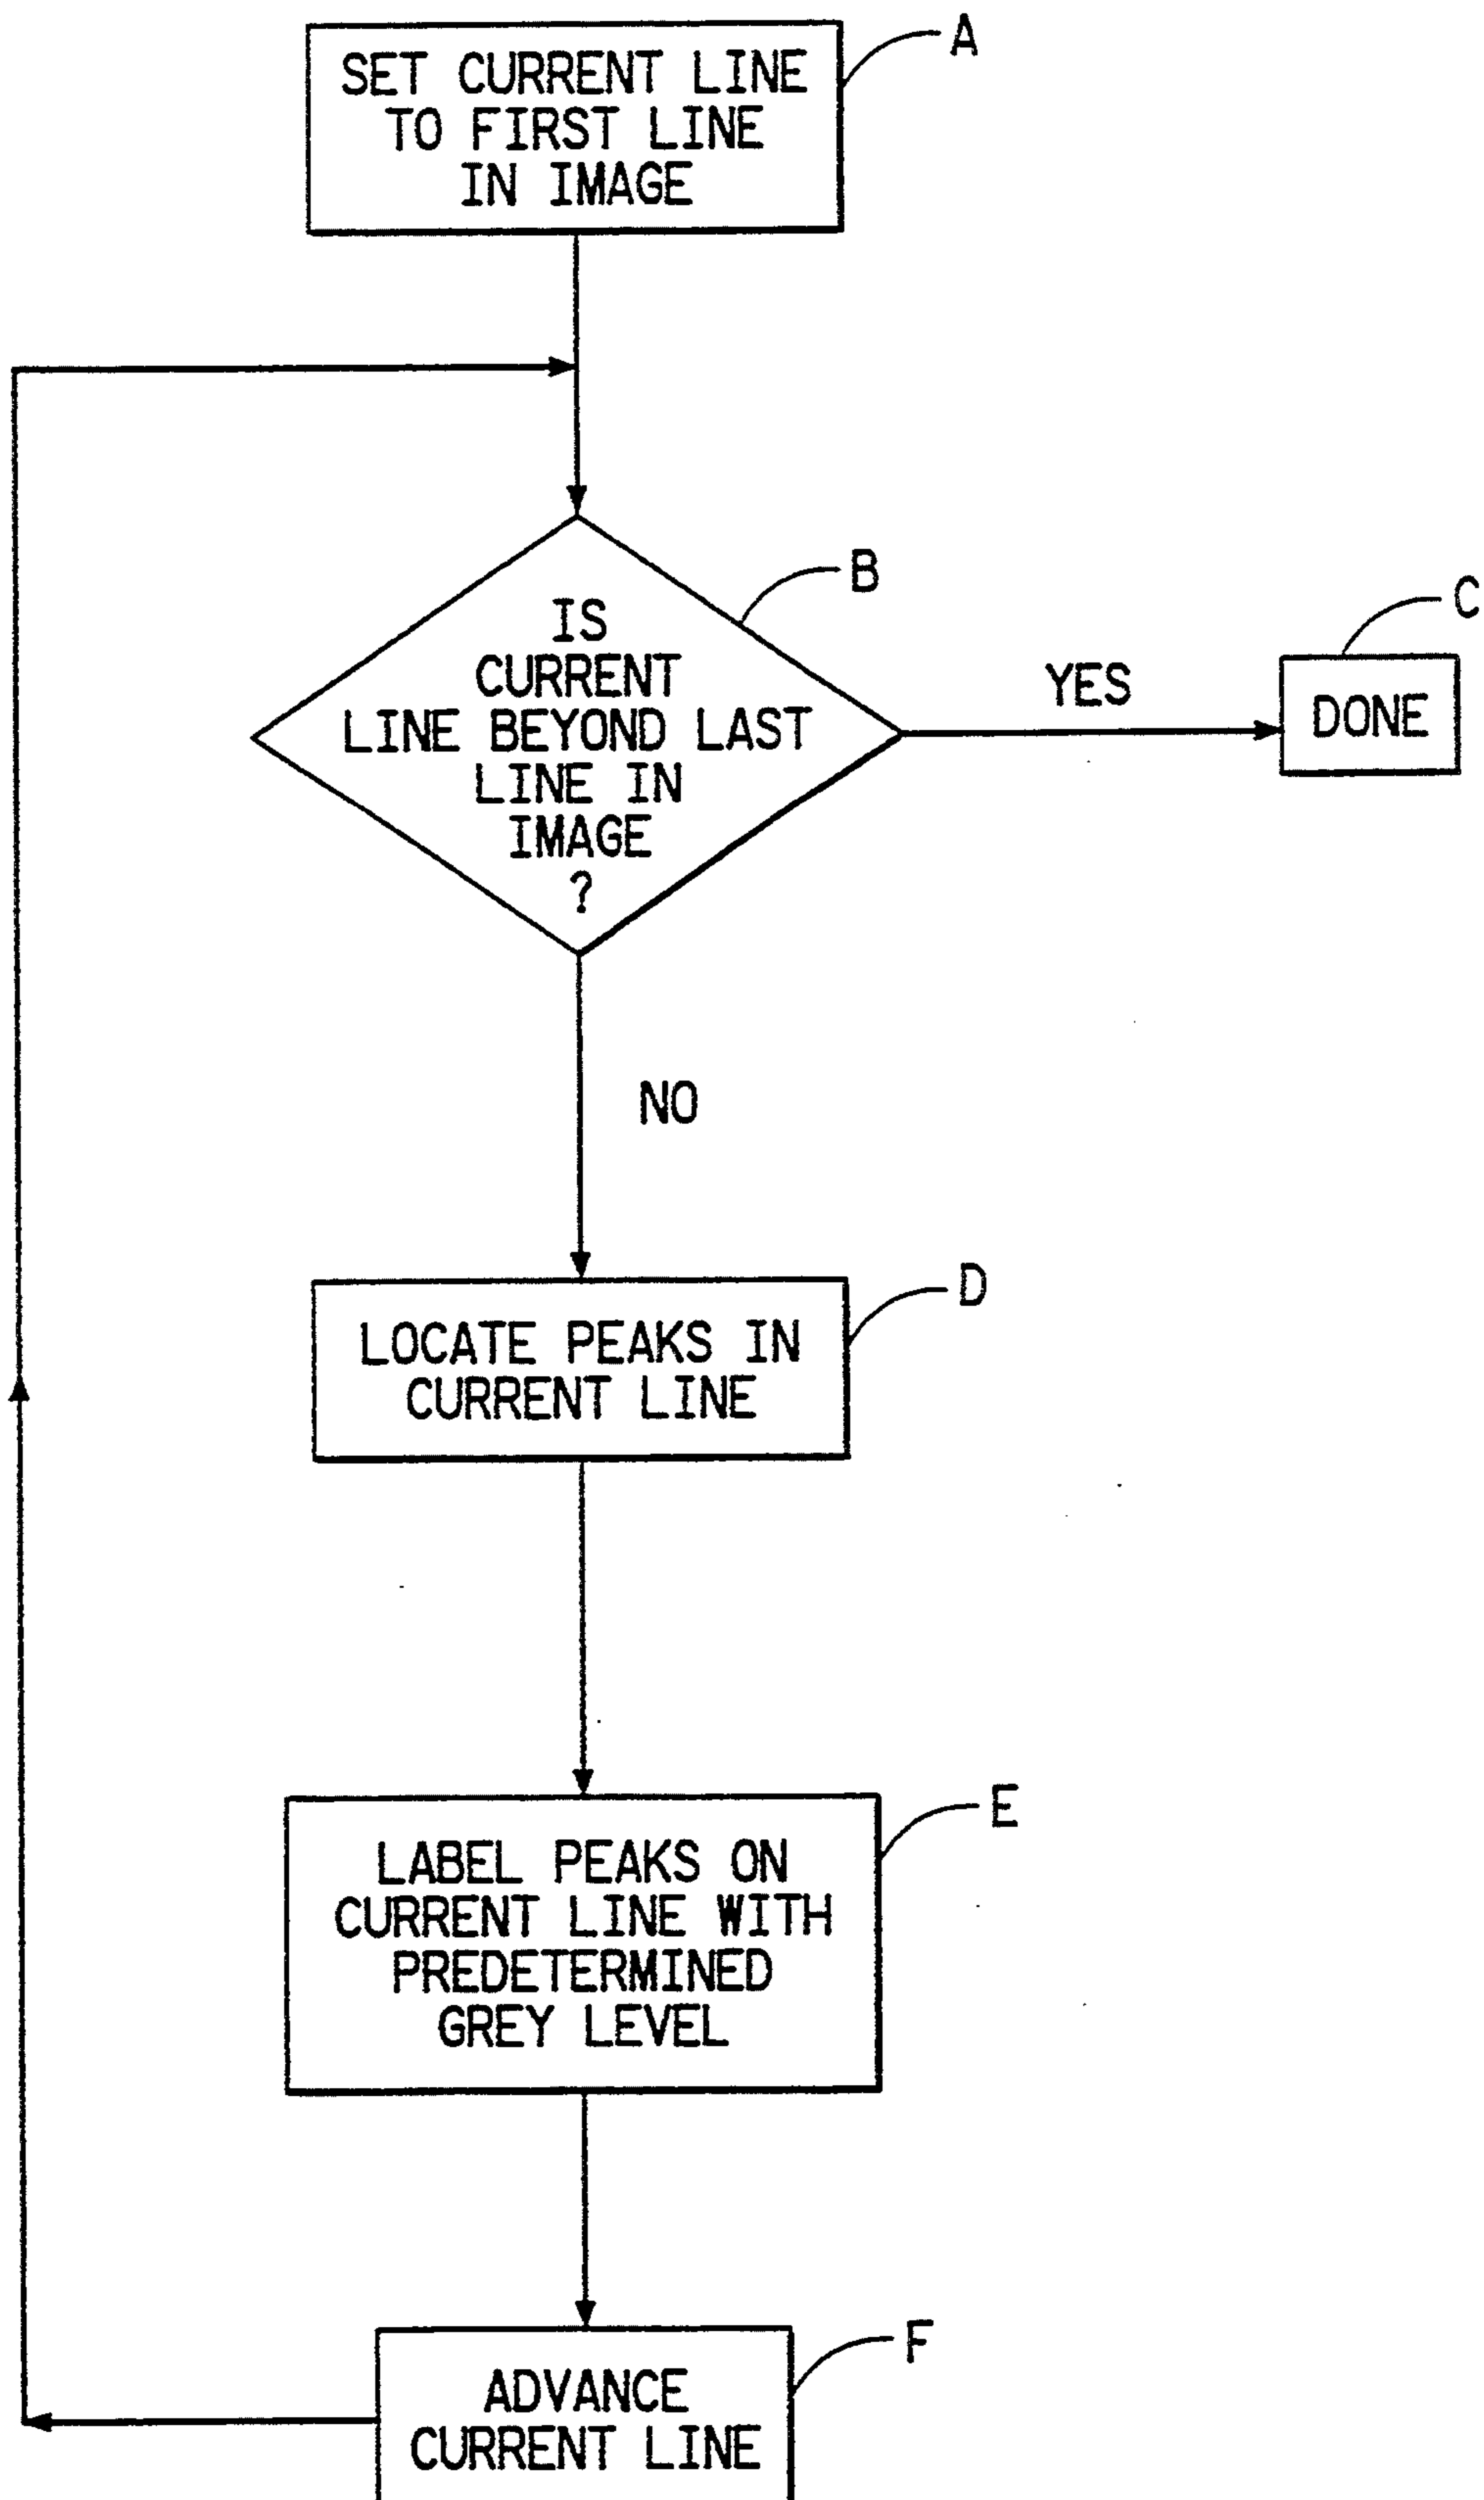 A
SET CURRENT LINE
TO FIRST LINE
IN IMAGE
B
IS
CURRENT
LINE BEYOND LAST
LINE IN
IMAGE
?
YES
C
DONE
NO
D
LOCATE PEAKS IN
CURRENT LINE
E
LABEL PEAKS ON
CURRENT LINE WITH
PREDETERMINED
GREY LEVEL
F
ADVANCE
CURRENT LINE